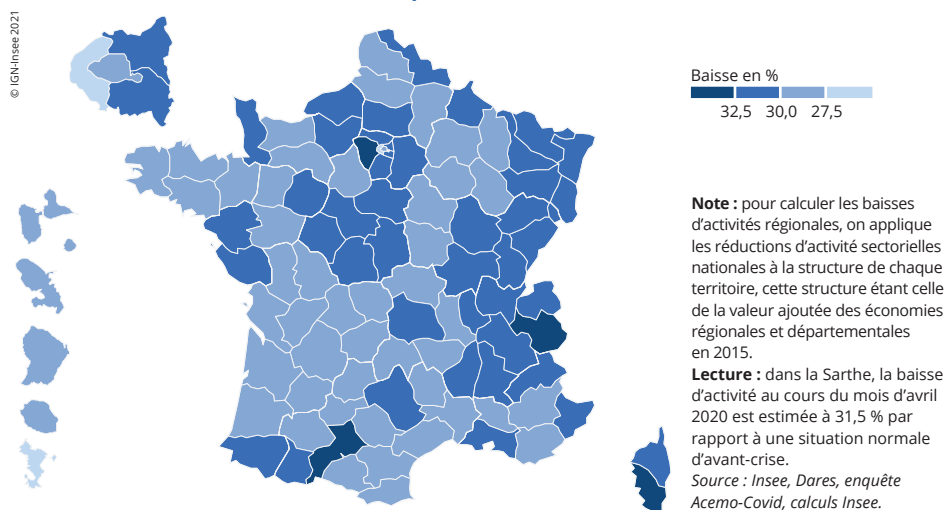 © IGN-Insee 2021
Baisse en %
32,5 30,0 27,5
Note : pour calculer les baisses
d’activités régionales, on applique
les réductions d’activité sectorielles
nationales à la structure de chaque
territoire, cette structure étant celle
de la valeur ajoutée des économies
régionales et départementales
en 2015.
Lecture : dans la Sarthe, la baisse
d’activité au cours du mois d’avril
2020 est estimée à 31,5 % par
rapport à une situation normale
d’avant-crise.
Source : Insee, Dares, enquête
Acemo-Covid, calculs Insee.